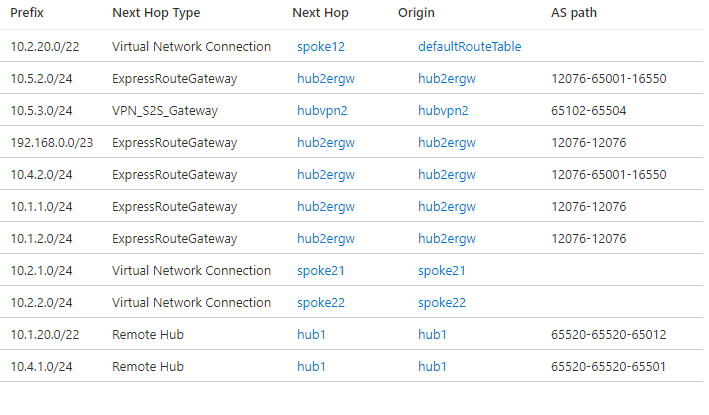 Prefix Next Hop Type Next Hop Origin AS path
10.2.20.0/22 Virtual Network Connection spoke12 defaultRouteTable
10.5.2.0/24 ExpressRouteGateway hub2ergw hub2ergw 12076-65001-16550
10.5.3.0/24 VPN_S2S_Gateway hubvpn2 hubvpn2 65102-65504
192.168.0.0/23 ExpressRouteGateway hub2ergw hub2ergw 12076-12076
10.4.2.0/24 ExpressRouteGateway hub2ergw hub2ergw 12076-65001-16550
10.1.1.0/24 ExpressRouteGateway hub2ergw hub2ergw 12076-12076
10.1.2.0/24 ExpressRouteGateway hub2ergw hub2ergw 12076-12076
10.2.1.0/24 Virtual Network Connection spoke21 spoke21
10.2.2.0/24 Virtual Network Connection spoke22 spoke22
10.1.20.0/22 Remote Hub hub1 hub1 65520-65520-65012
10.4.1.0/24 Remote Hub hub1 hub1 65520-65520-65501